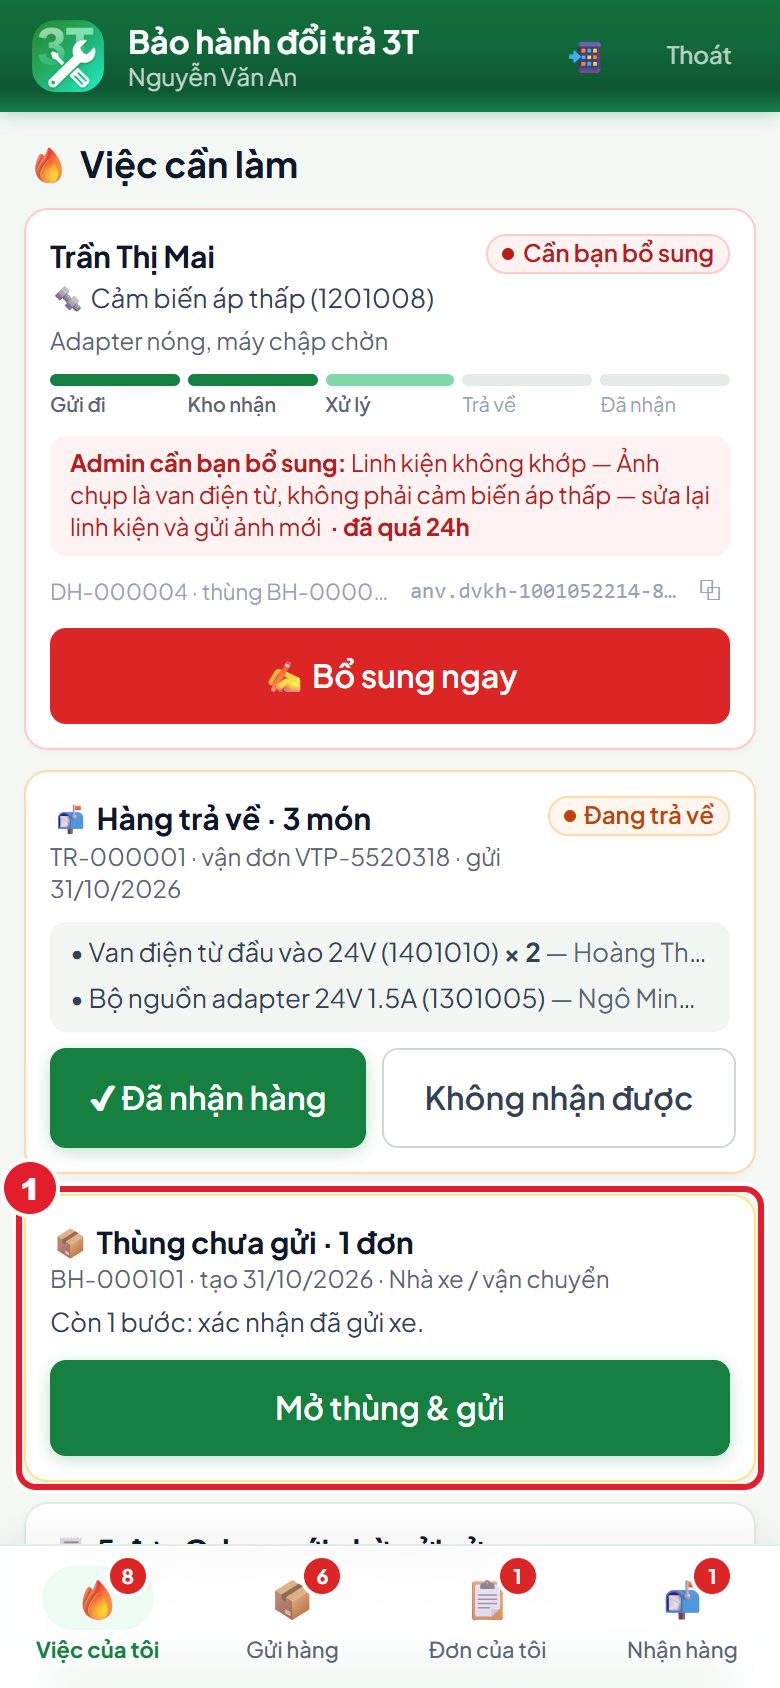 3T
Bảo hành đổi trả 3T
Nguyễn Văn An
Thoát
Việc cần làm
Trần Thị Mai
Cần bạn bổ sung
Cảm biến áp thấp (1201008)
Adapter nóng, máy chập chờn
Gửi đi
Kho nhận
Xử lý
Trả về
Đã nhận
Admin cần bạn bổ sung: Linh kiện không khớp — Ảnh
chụp là van điện từ, không phải cảm biến áp thấp — sửa lại
linh kiện và gửi ảnh mới · đã quá 24h
DH-000004 · thùng BH-0000…
anv.dvkh-1001052214-8…
Bổ sung ngay
Hàng trả về · 3 món
Đang trả về
TR-000001 · vận đơn VTP-5520318 · gửi
31/10/2026
• Van điện từ đầu vào 24V (1401010) × 2 — Hoàng Th…
• Bộ nguồn adapter 24V 1.5A (1301005) — Ngô Min…
✓ Đã nhận hàng
Không nhận được
1
Thùng chưa gửi · 1 đơn
BH-000101 · tạo 31/10/2026 · Nhà xe / vận chuyển
Còn 1 bước: xác nhận đã gửi xe.
Mở thùng & gửi
8
6
1
1
Việc của tôi
Gửi hàng
Đơn của tôi
Nhận hàng